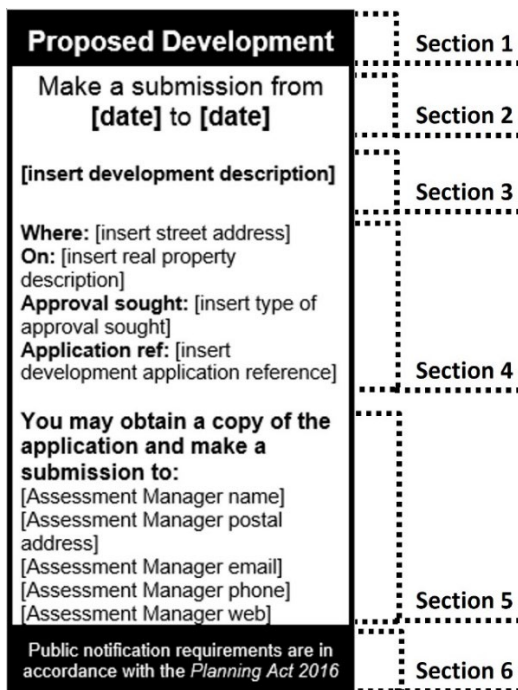 Proposed Development
Section 1
Make a submission from
[date] to [date]
Section 2
[insert development description]
Section 3
Where: [insert street address]
On: [insert real property
description]
Approval sought: [insert type of
approval sought]
Application ref: [insert
development application reference]
Section 4
You may obtain a copy of the
application and make a
submission to:
[Assessment Manager name]
[Assessment Manager postal
address]
[Assessment Manager email]
[Assessment Manager phone]
[Assessment Manager web]
Section 5
Public notification requirements are in
accordance with the Planning Act 2016
Section 6